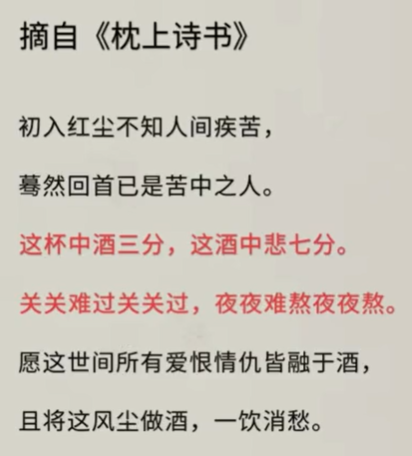 摘自《枕上诗书》
初入红尘不知人间疾苦，
蓦然回首已是苦中之人。
这杯中酒三分，这酒中悲七分。
关关难过关关过，夜夜难熬夜夜熬。
愿这世间所有爱恨情仇皆融于酒，
且将这风尘做酒，一饮消愁。